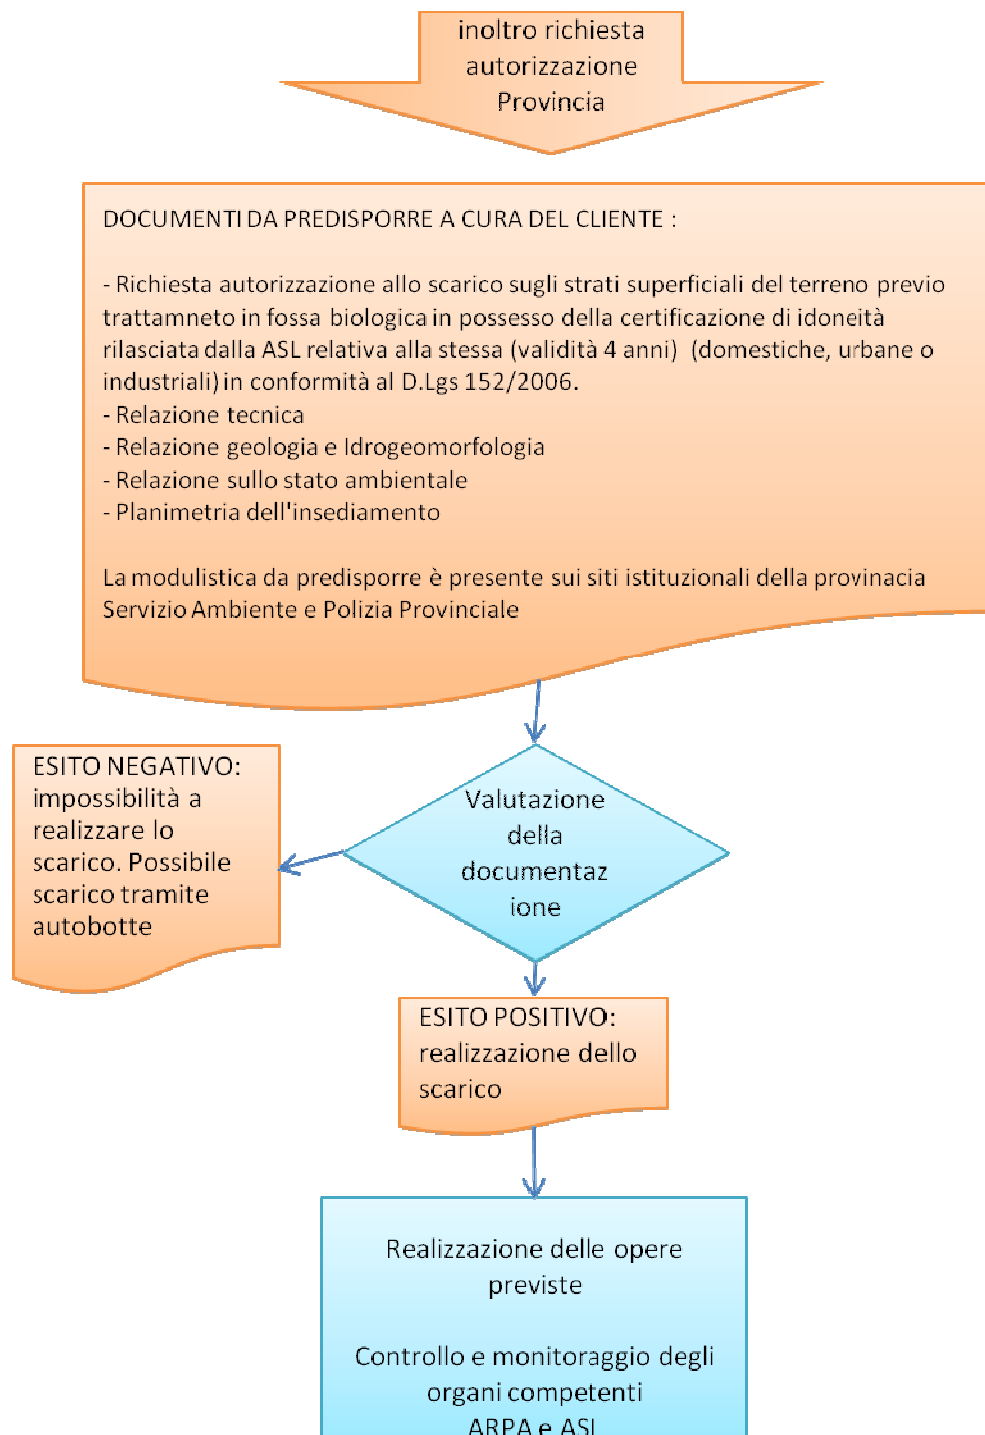 inoltro richiesta
autorizzazione
Provincia
DOCUMENTI DA PREDISPORRE A CURA DEL CLIENTE :
- Richiesta autorizzazione allo scarico sugli strati superficiali del terreno previo
trattamneto in fossa biologica in possesso della certificazione di idoneità
rilasciata dalla ASL relativa alla stessa (validità 4 anni)  (domestiche, urbane o
industriali) in conformità al D.Lgs 152/2006.
- Relazione tecnica
- Relazione geologia e Idrogeomorfologia
- Relazione sullo stato ambientale
- Planimetria dell'insediamento
La modulistica da predisporre è presente sui siti istituzionali della provinacia
Servizio Ambiente e Polizia Provinciale
Valutazione
della
documentaz
ione
ESITO NEGATIVO:
impossibilità a
realizzare lo
scarico. Possibile
scarico tramite
autobotte
ESITO POSITIVO:
realizzazione dello
scarico
Realizzazione delle opere
previste
Controllo e monitoraggio degli
organi competenti
ARPA e ASL